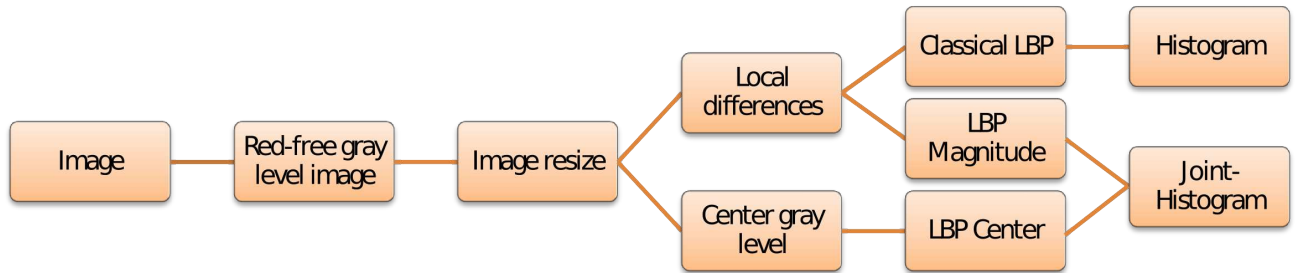 Image
Red-free gray
level image
Image resize
Local
differences
Center gray
level
Classical LBP
LBP
Magnitude
LBP Center
Histogram
Joint-
Histogram